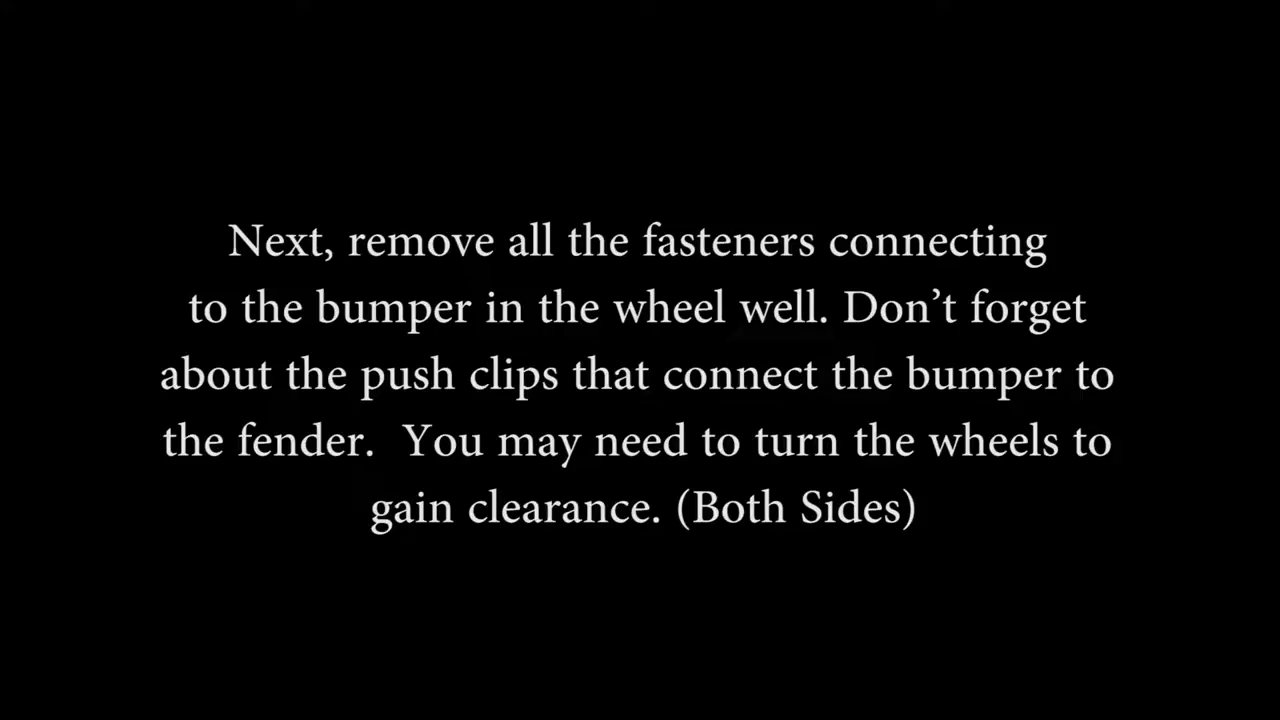 Next, remove all the fasteners connecting
to the bumper in the wheel well. Don’t forget
about the push clips that connect the bumper to
the fender.  You may need to turn the wheels to
gain clearance. (Both Sides)